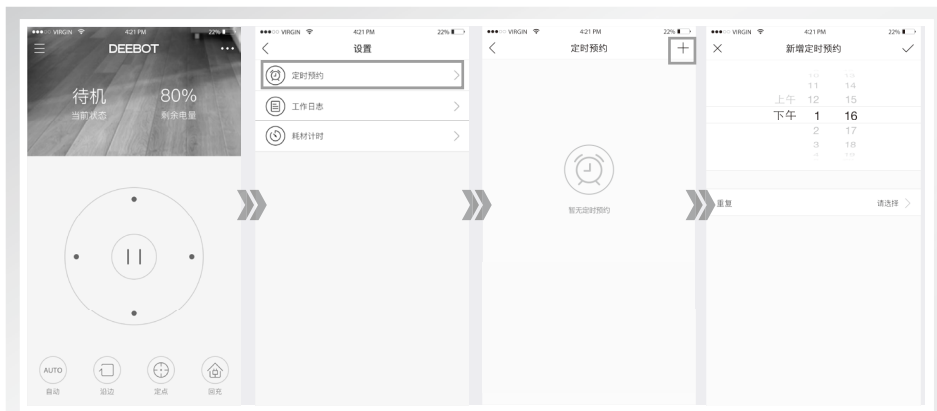 VIRGIN 4:21 PM 22%
DEEBOT
待机 80%
当前状态 剩余电量
AUTO
自动 沿边 定点 回充
VIRGIN 4:21 PM 22%
设置
定时预约
工作日志
耗材计时
VIRGIN 4:21 PM 22%
定时预约
暂无定时预约
VIRGIN 4:21 PM 22%
新增定时预约
11 14
上午 12 15
下午 1 16
2 17
3 18
重复 请选择